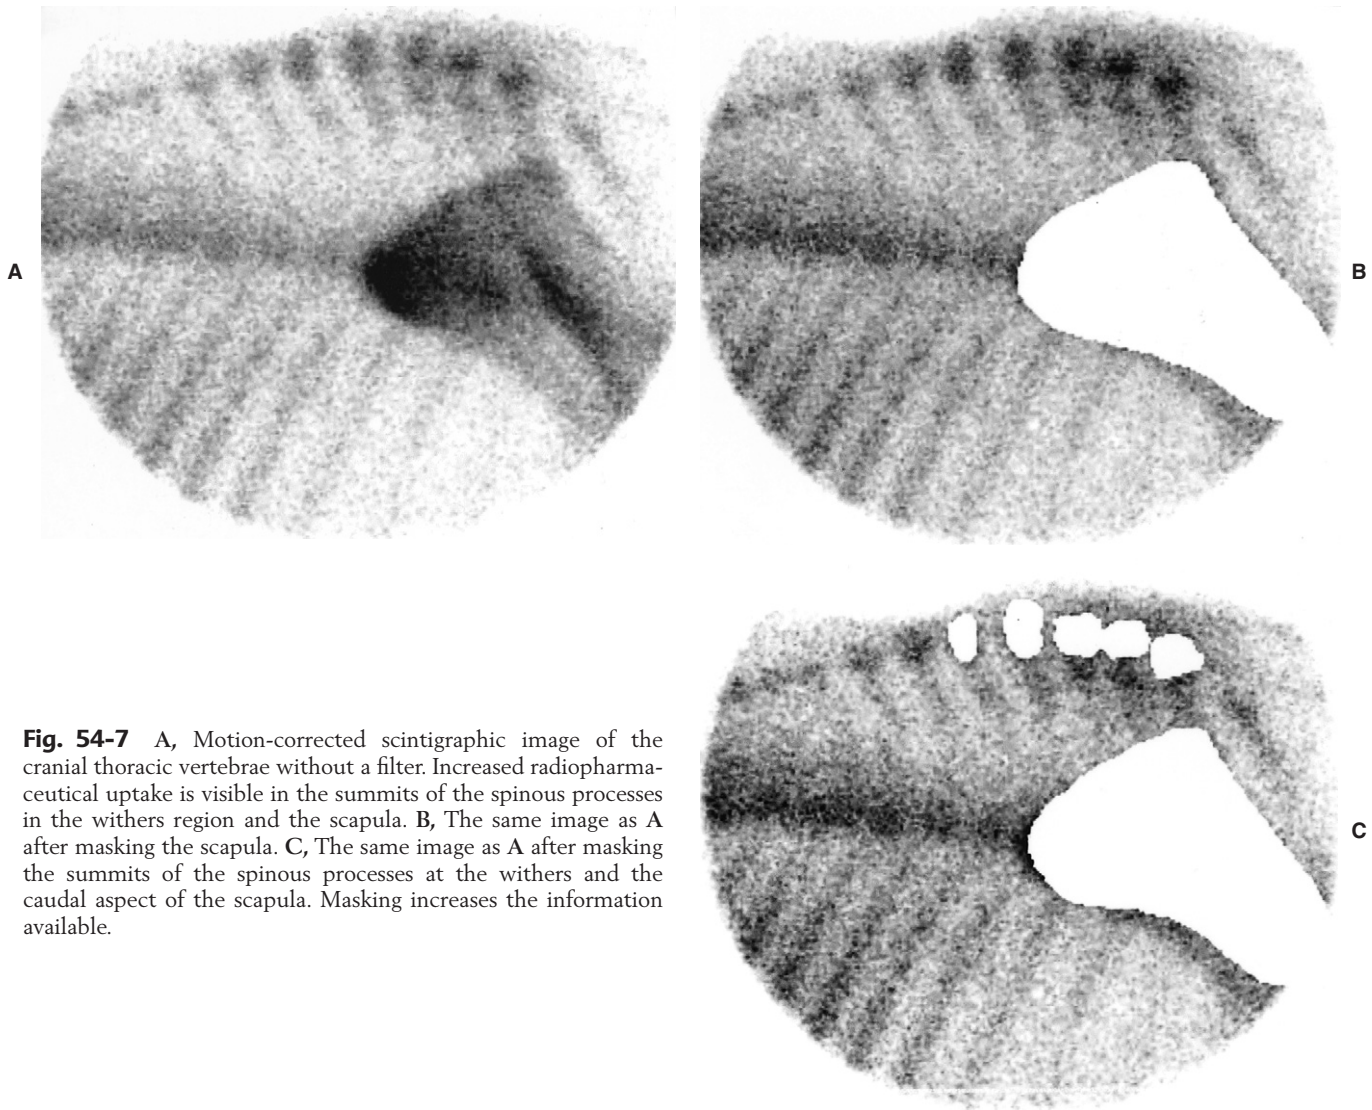 A
B
Fig. 54-7 A, Motion-corrected scintigraphic image of the
cranial thoracic vertebrae without a filter. Increased radiopharma-
ceutical uptake is visible in the summits of the spinous processes
in the withers region and the scapula. B, The same image as A
after masking the scapula. C, The same image as A after masking
the summits of the spinous processes at the withers and the
caudal aspect of the scapula. Masking increases the information
available.
C